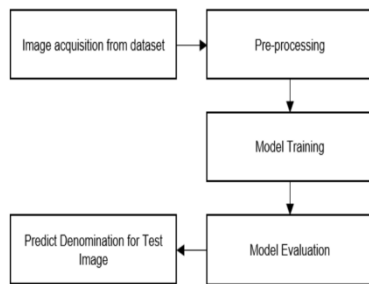 Image acquisition from dataset
Pre-processing
Model Training
Model Evaluation
Predict Denomination for Test
Image